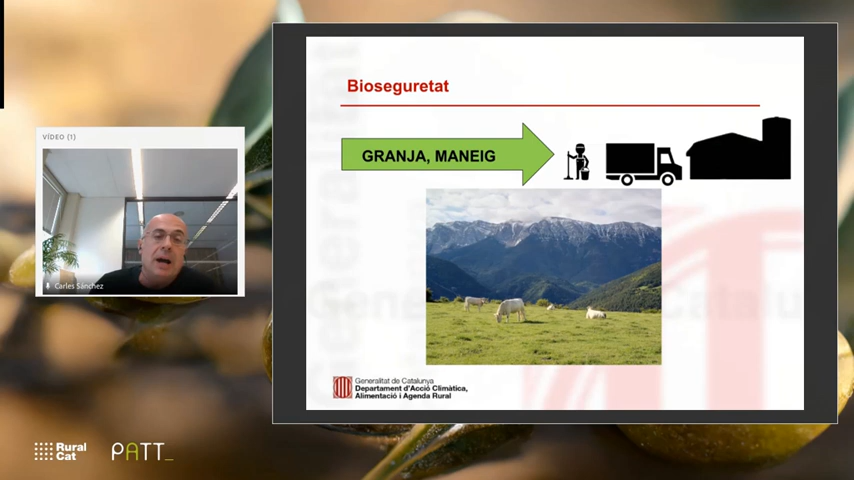 VÍDEO (1)
Carles Sánchez
Bioseguretat
GRANJA, MANEIG
Generalitat de Catalunya
Departament d'Acció Climàtica,
Alimentació i Agenda Rural
Rural
Cat
PATT_